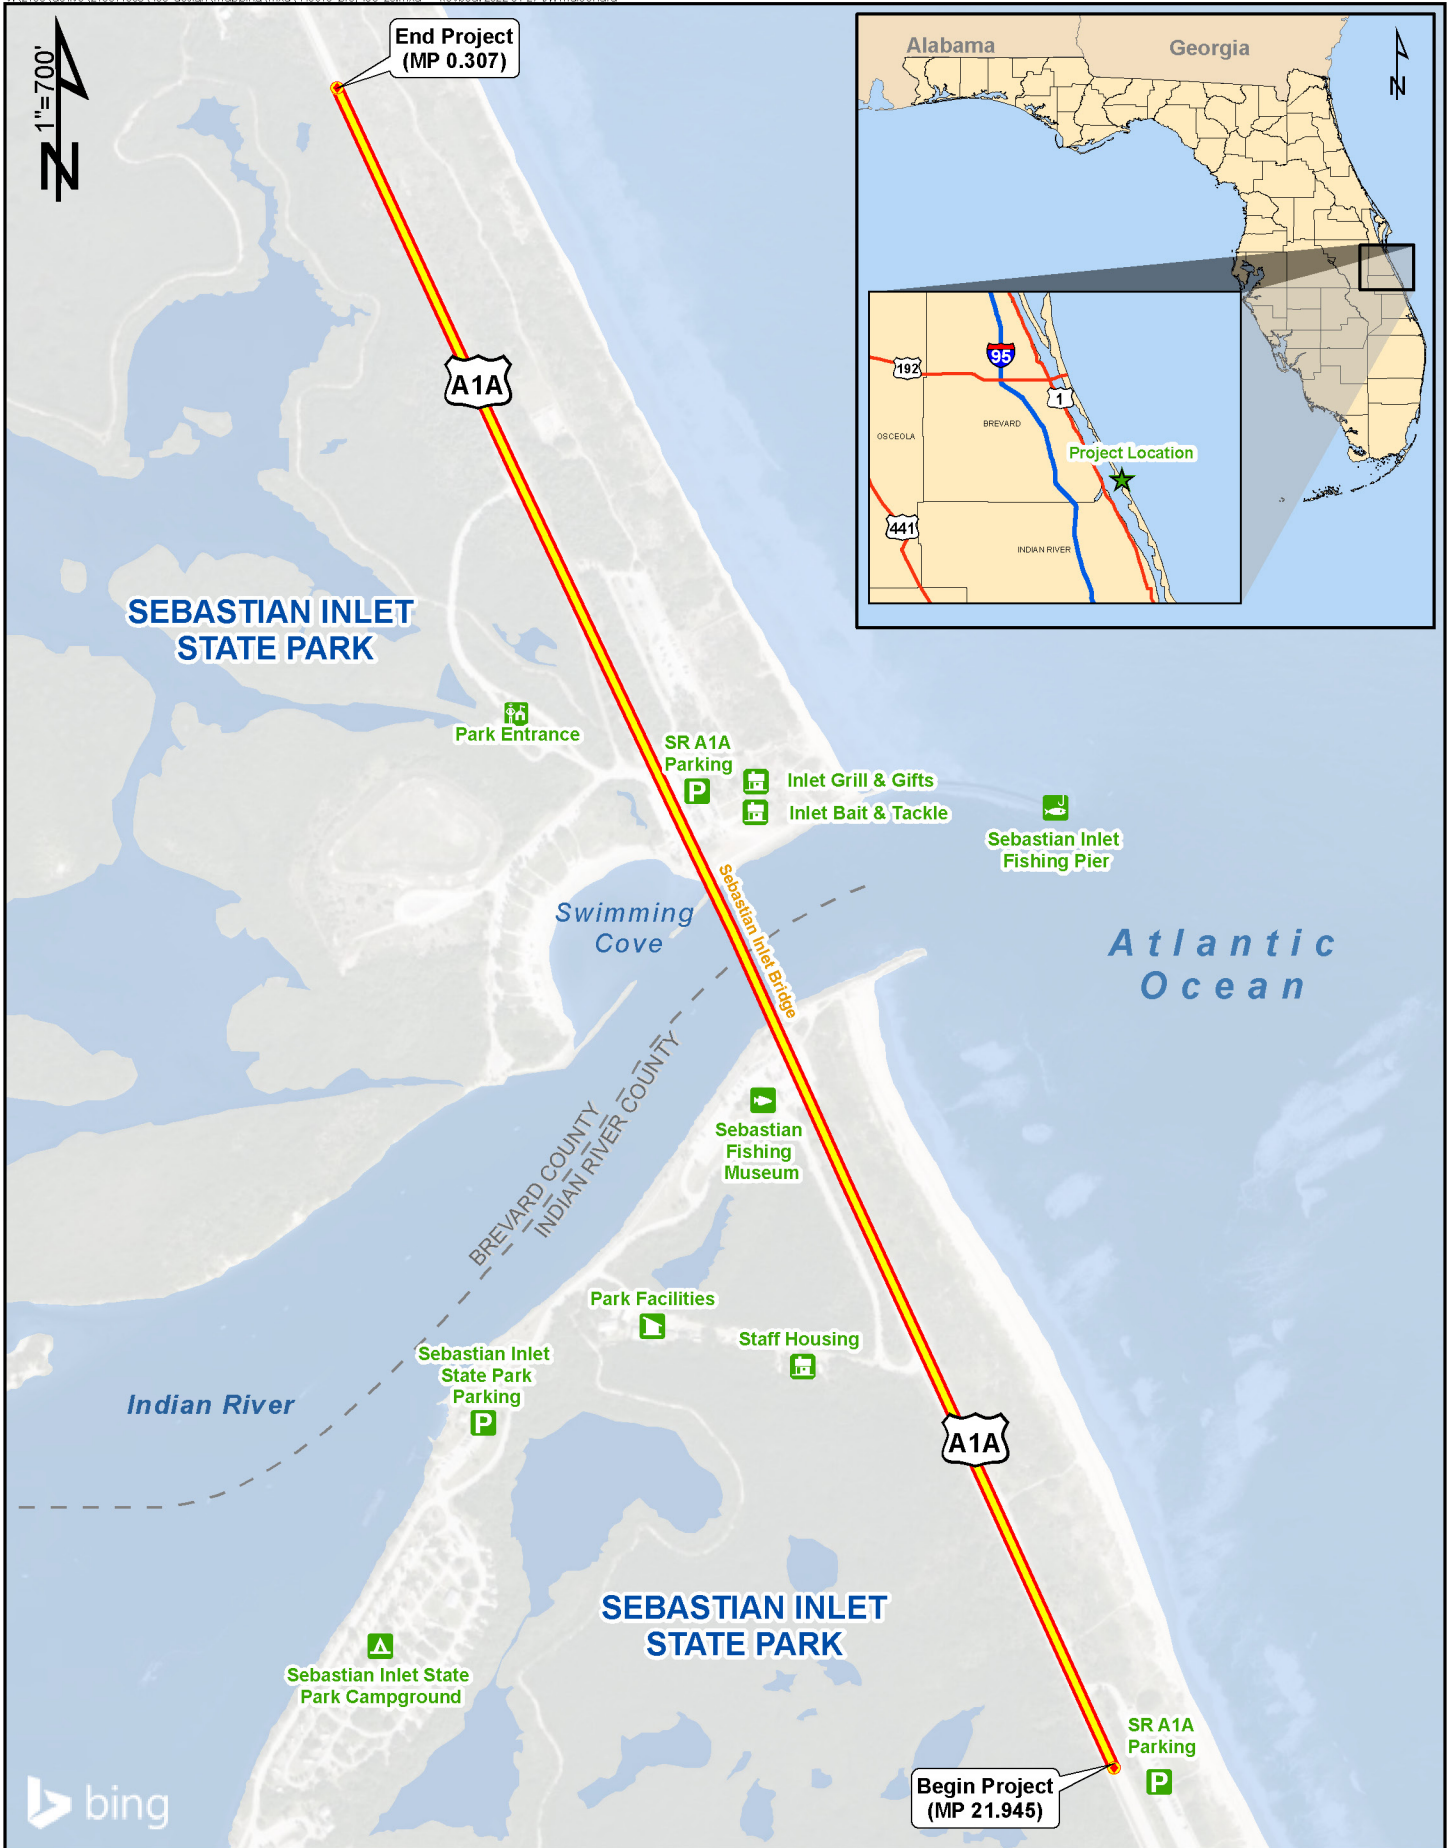 End Project
(MP 0.307)
1"=700'
N
Alabama
Georgia
N
95
192
1
OSCEOLA
BREVARD
Project Location
441
INDIAN RIVER
A1A
SEBASTIAN INLET
STATE PARK
Park Entrance
SR A1A
Parking
P
Inlet Grill & Gifts
Inlet Bait & Tackle
Sebastian Inlet
Fishing Pier
Sebastian Inlet Bridge
Swimming
Cove
Atlantic
Ocean
BREVARD COUNTY
INDIAN RIVER COUNTY
Sebastian
Fishing
Museum
Park Facilities
Staff Housing
Sebastian Inlet
State Park
Parking
P
Indian River
A1A
SEBASTIAN INLET
STATE PARK
Sebastian Inlet State
Park Campground
SR A1A
Parking
P
Begin Project
(MP 21.945)
bing